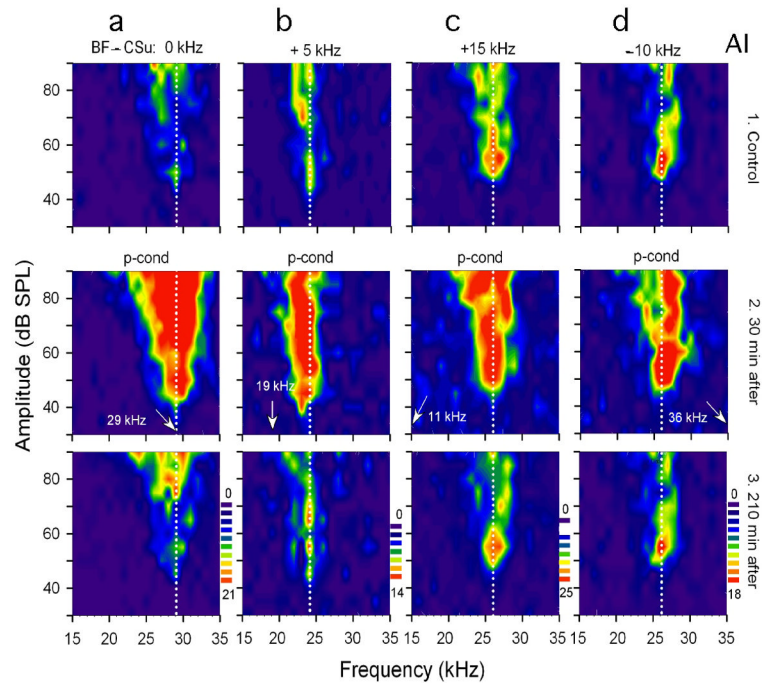 a b c d
BF – CSu: 0 kHz + 5 kHz +15 kHz –10 kHz AI
80 60 40
1. Control
p-cond p-cond p-cond p-cond
80 60 40
29 kHz 19 kHz 11 kHz 36 kHz
2. 30 min after
80 60 40
0 21
0 14
0 25
0 18
3. 210 min after
15 20 25 30 35 15 20 25 30 35 15 20 25 30 35 15 20 25 30 35
Amplitude (dB SPL)
Frequency (kHz)